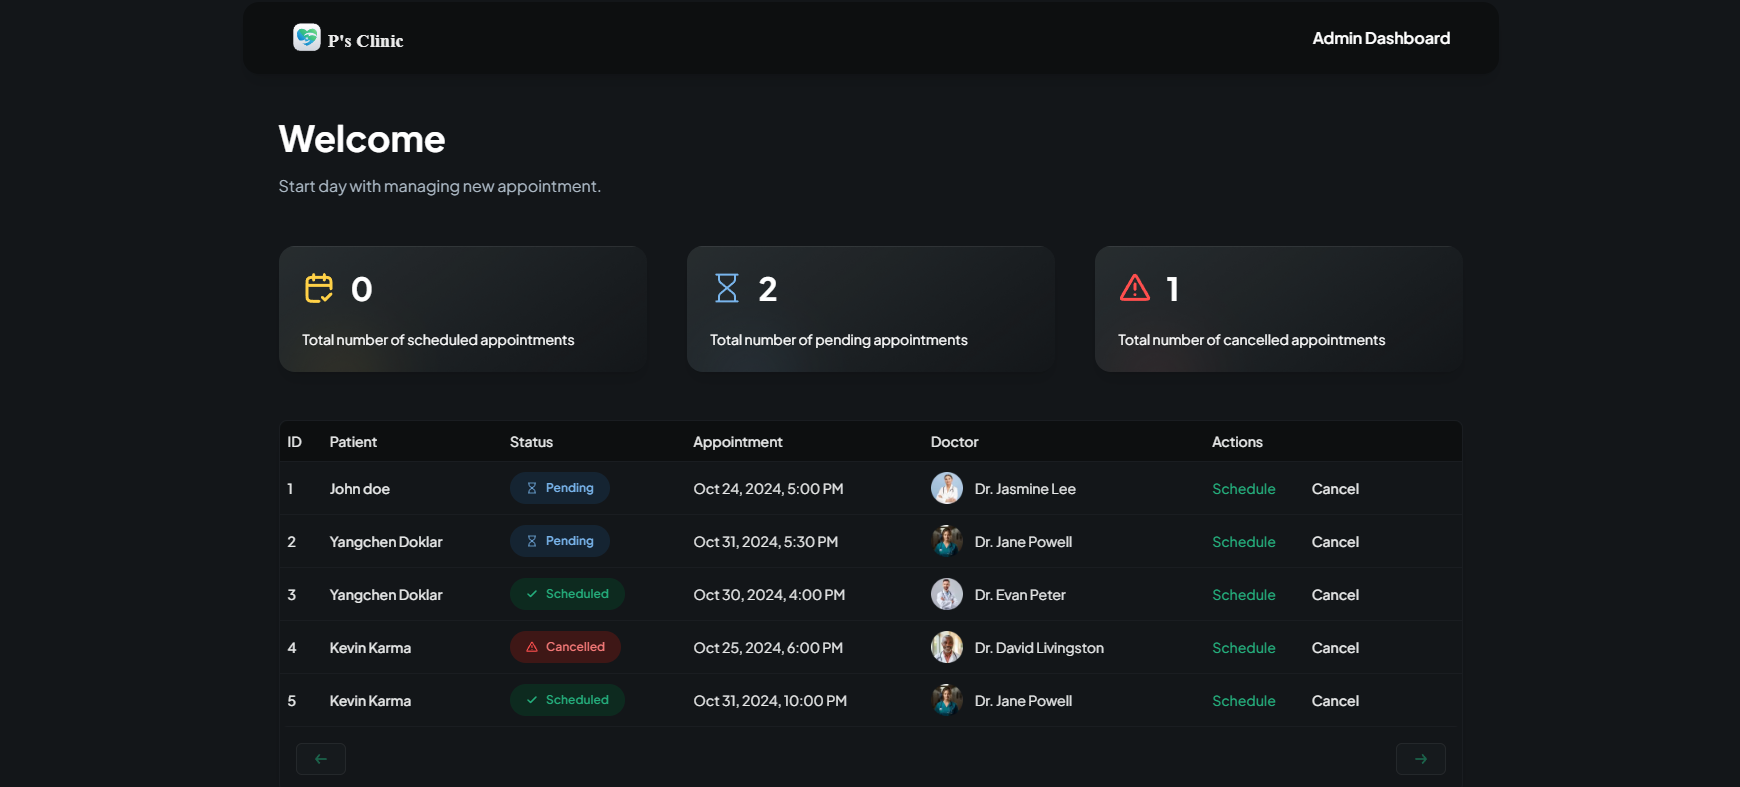 P's Clinic
Admin Dashboard
Welcome
Start day with managing new appointment.
0
Total number of scheduled appointments
2
Total number of pending appointments
1
Total number of cancelled appointments
ID Patient Status Appointment Doctor Actions
1 John doe Pending Oct 24, 2024, 5:00 PM Dr. Jasmine Lee Schedule Cancel
2 Yangchen Doklar Pending Oct 31, 2024, 5:30 PM Dr. Jane Powell Schedule Cancel
3 Yangchen Doklar Scheduled Oct 30, 2024, 4:00 PM Dr. Evan Peter Schedule Cancel
4 Kevin Karma Cancelled Oct 25, 2024, 6:00 PM Dr. David Livingston Schedule Cancel
5 Kevin Karma Scheduled Oct 31, 2024, 10:00 PM Dr. Jane Powell Schedule Cancel